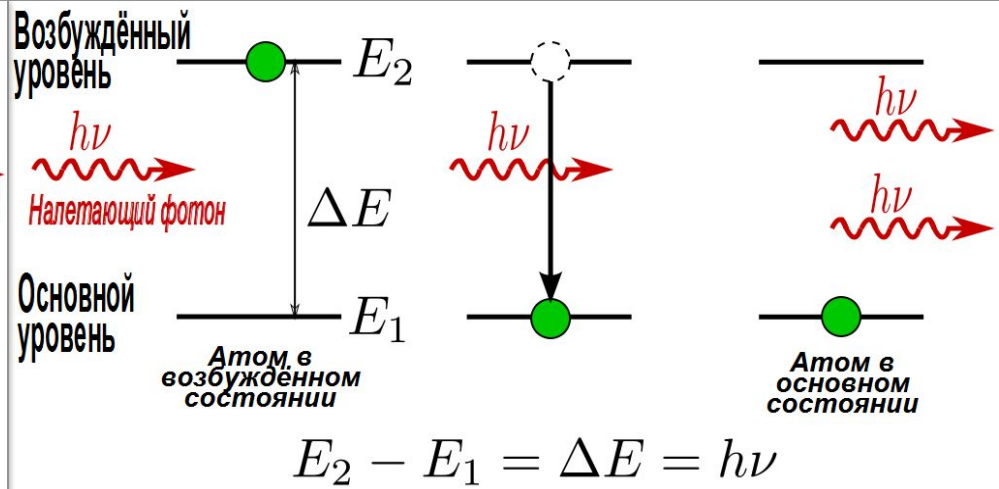 Возбуждённый
уровень
E₂
hν
hν
hν
Налетающий фотон
ΔE
hν
Основной
уровень
E₁
Атом в
возбуждённом
состоянии
Атом в
основном
состоянии
E₂ − E₁ = ΔE = hν